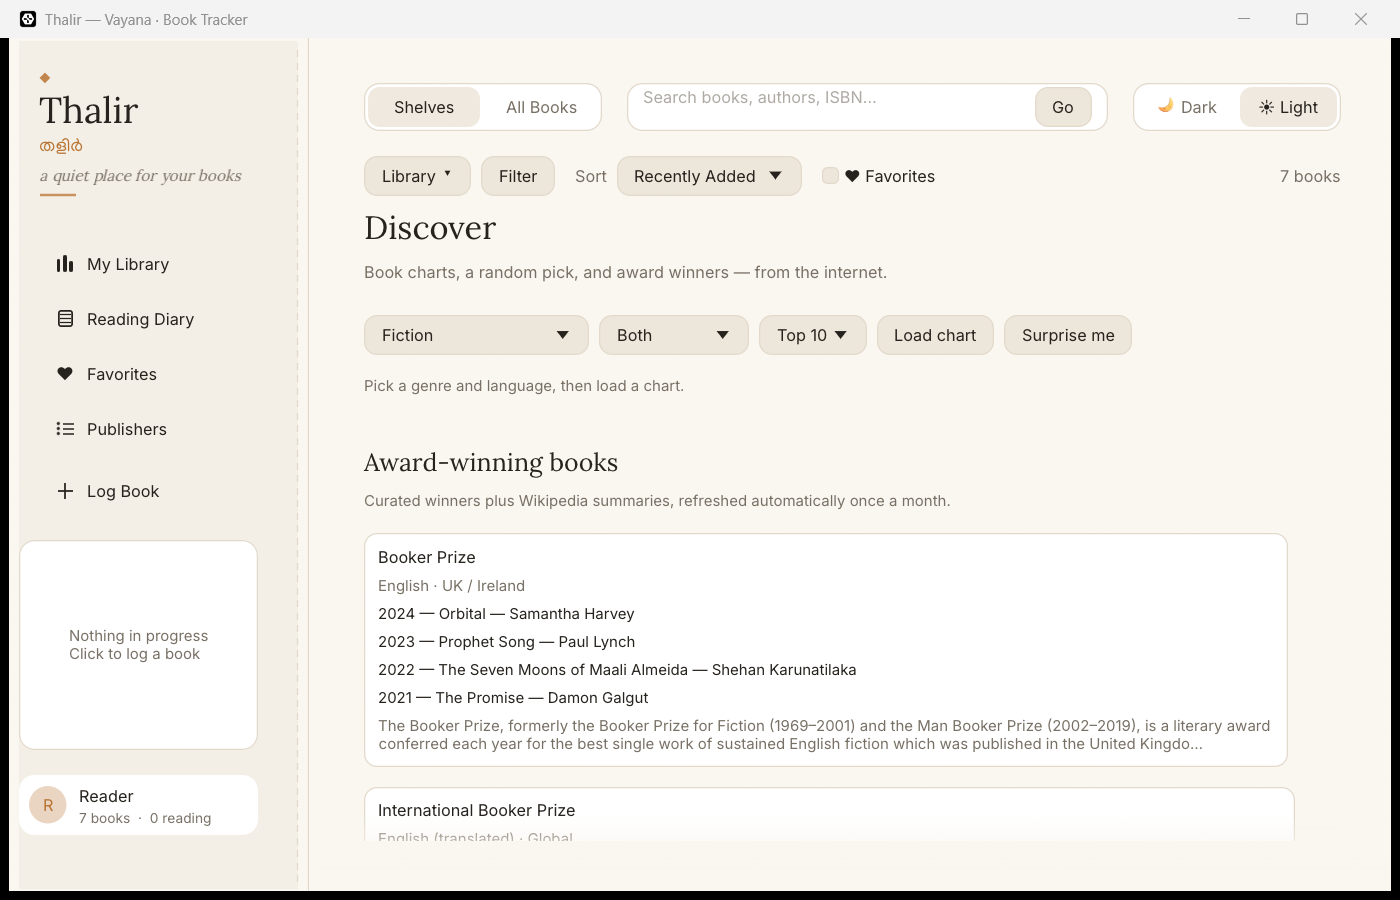 Thalir — Vayana · Book Tracker
Thalir
തളിർ
a quiet place for your books
My Library
Reading Diary
Favorites
Publishers
Log Book
Nothing in progress
Click to log a book
R
Reader
7 books · 0 reading
Shelves
All Books
Search books, authors, ISBN...
Go
Dark
Light
Library
Filter
Sort
Recently Added
Favorites
7 books
Discover
Book charts, a random pick, and award winners — from the internet.
Fiction
Both
Top 10
Load chart
Surprise me
Pick a genre and language, then load a chart.
Award-winning books
Curated winners plus Wikipedia summaries, refreshed automatically once a month.
Booker Prize
English · UK / Ireland
2024 — Orbital — Samantha Harvey
2023 — Prophet Song — Paul Lynch
2022 — The Seven Moons of Maali Almeida — Shehan Karunatilaka
2021 — The Promise — Damon Galgut
The Booker Prize, formerly the Booker Prize for Fiction (1969–2001) and the Man Booker Prize (2002–2019), is a literary award
conferred each year for the best single work of sustained English fiction which was published in the United Kingdo...
International Booker Prize
English (translated) · Global